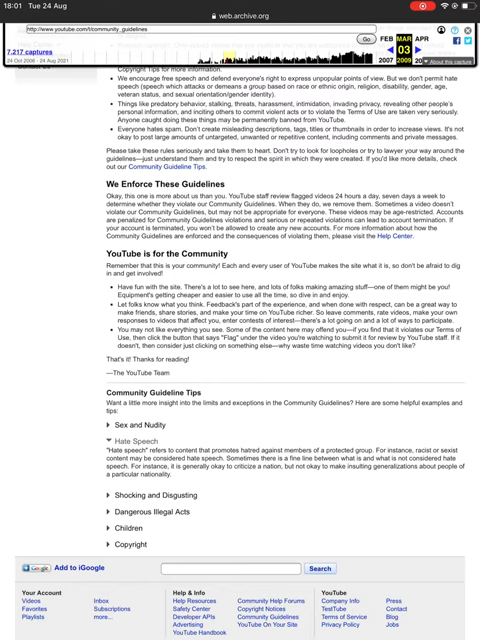 18:01 Tue 24 Aug
web.archive.org
http://www.youtube.com/t/community_guidelines
Go
FEB MAR APR
7,217 captures
03
24 Oct 2006 - 24 Aug 2021
2007 2009
About this capture
Copyright Tips for more information.
We encourage free speech and defend everyone's right to express unpopular points of view. But we don't permit hate
speech (speech which attacks or demeans a group based on race or ethnic origin, religion, disability, gender, age,
veteran status, and sexual orientation/gender identity).
Things like predatory behavior, stalking, threats, harassment, intimidation, invading privacy, revealing other people's
personal information, and inciting others to commit violent acts or to violate the Terms of Use are taken very seriously.
Anyone caught doing these things may be permanently banned from YouTube.
Everyone hates spam. Don't create misleading descriptions, tags, titles or thumbnails in order to increase views. It's not
okay to post large amounts of untargeted, unwanted or repetitive content, including comments and private messages.
Please take these rules seriously and take them to heart. Don't try to look for loopholes or try to lawyer your way around the
guidelines—just understand them and try to respect the spirit in which they were created. If you'd like more details, check
out our Community Guideline Tips.
We Enforce These Guidelines
Okay, this one is more about us than you. YouTube staff review flagged videos 24 hours a day, seven days a week to
determine whether they violate our Community Guidelines. When they do, we remove them. Sometimes a video doesn't
violate our Community Guidelines, but may not be appropriate for everyone. These videos may be age-restricted. Accounts
are penalized for Community Guidelines violations and serious or repeated violations can lead to account termination. If
your account is terminated, you won't be allowed to create any new accounts. For more information about how the
Community Guidelines are enforced and the consequences of violating them, please visit the Help Center.
YouTube is for the Community
Remember that this is your community! Each and every user of YouTube makes the site what it is, so don't be afraid to dig
in and get involved!
Have fun with the site. There's a lot to see here, and lots of folks making amazing stuff—one of them might be you!
Equipment's getting cheaper and easier to use all the time, so dive in and enjoy.
Let folks know what you think. Feedback's part of the experience, and when done with respect, can be a great way to
make friends, share stories, and make your time on YouTube richer. So leave comments, rate videos, make your own
responses to videos that affect you, enter contests of interest—there's a lot going on and a lot of ways to participate.
You may not like everything you see. Some of the content here may offend you—if you find that it violates our Terms of
Use, then click the button that says "Flag" under the video you're watching to submit it for review by YouTube staff. If it
doesn't, then consider just clicking on something else—why waste time watching videos you don't like?
That's it! Thanks for reading!
—The YouTube Team
Community Guideline Tips
Want a little more insight into the limits and exceptions in the Community Guidelines? Here are some helpful examples and
tips:
Sex and Nudity
Hate Speech
"Hate speech" refers to content that promotes hatred against members of a protected group. For instance, racist or sexist
content may be considered hate speech. Sometimes there is a fine line between what is and what is not considered hate
speech. For instance, it is generally okay to criticize a nation, but not okay to make insulting generalizations about people of
a particular nationality.
Shocking and Disgusting
Dangerous Illegal Acts
Children
Copyright
Google Add to iGoogle
Search
Your Account Help & Info YouTube
Videos Inbox Help Resources Community Help Forums Company Info Press
Favorites Subscriptions Safety Center Copyright Notices TestTube Contact
Playlists more... Developer APIs Community Guidelines Terms of Service Blog
Advertising YouTube On Your Site Privacy Policy Jobs
YouTube Handbook